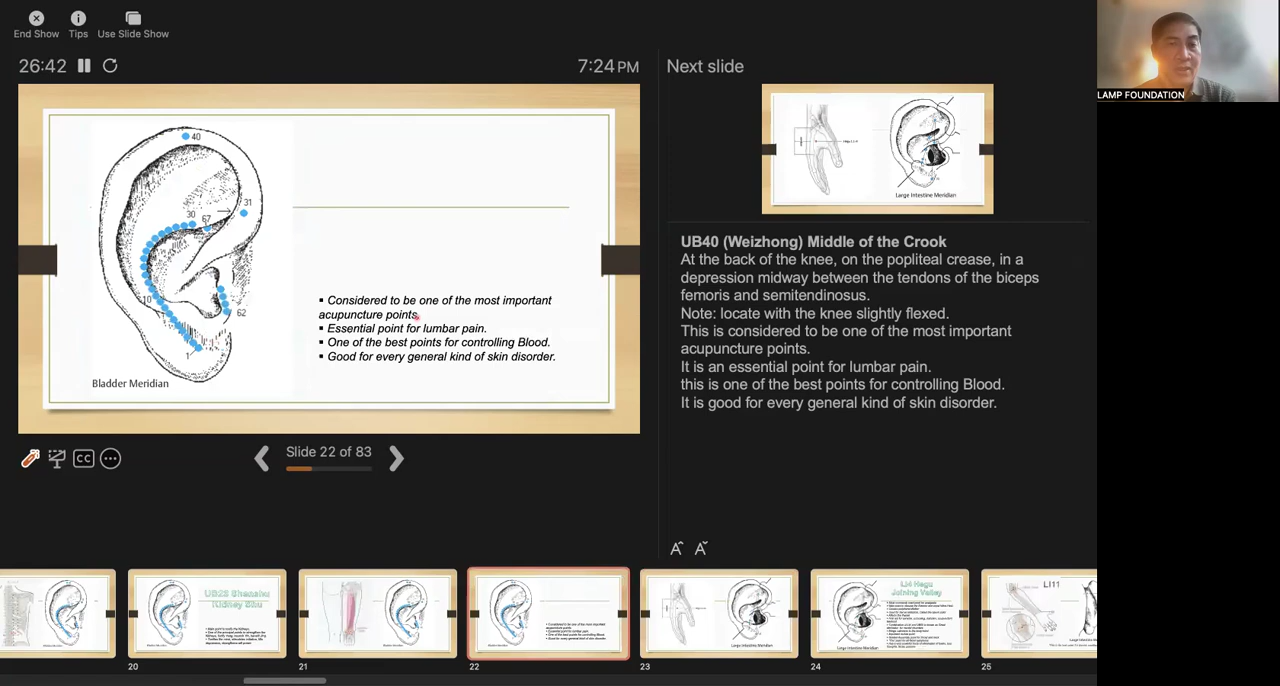 End Show Tips Use Slide Show
26:42 7:24 PM
Next slide
LAMP FOUNDATION
40
31
30
67
10
62
1
Bladder Meridian
▪ Considered to be one of the most important
acupuncture points.
▪ Essential point for lumbar pain.
▪ One of the best points for controlling Blood.
▪ Good for every general kind of skin disorder.
Large Intestine Meridian
UB40 (Weizhong) Middle of the Crook
At the back of the knee, on the popliteal crease, in a
depression midway between the tendons of the biceps
femoris and semitendinosus.
Note: locate with the knee slightly flexed.
This is considered to be one of the most important
acupuncture points.
It is an essential point for lumbar pain.
this is one of the best points for controlling Blood.
It is good for every general kind of skin disorder.
CC
Slide 22 of 83
A A
UB23 Shenshu
Kidney Shu
LI4 Hegu
Joining Valley
LI11
Large Intestine Meridian
Large Intestine Meridian
20 21 22 23 24 25